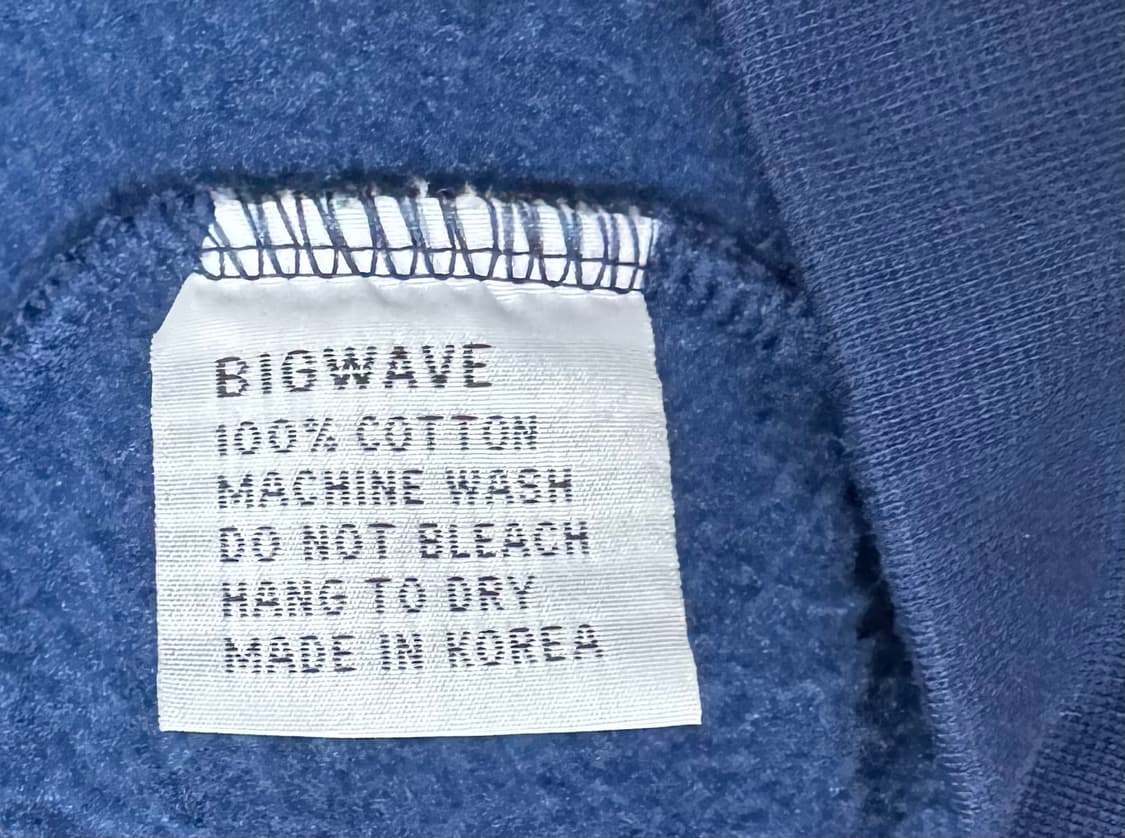 BIGWAVE
100% COTTON
MACHINE WASH
DO NOT BLEACH
HANG TO DRY
MADE IN KOREA